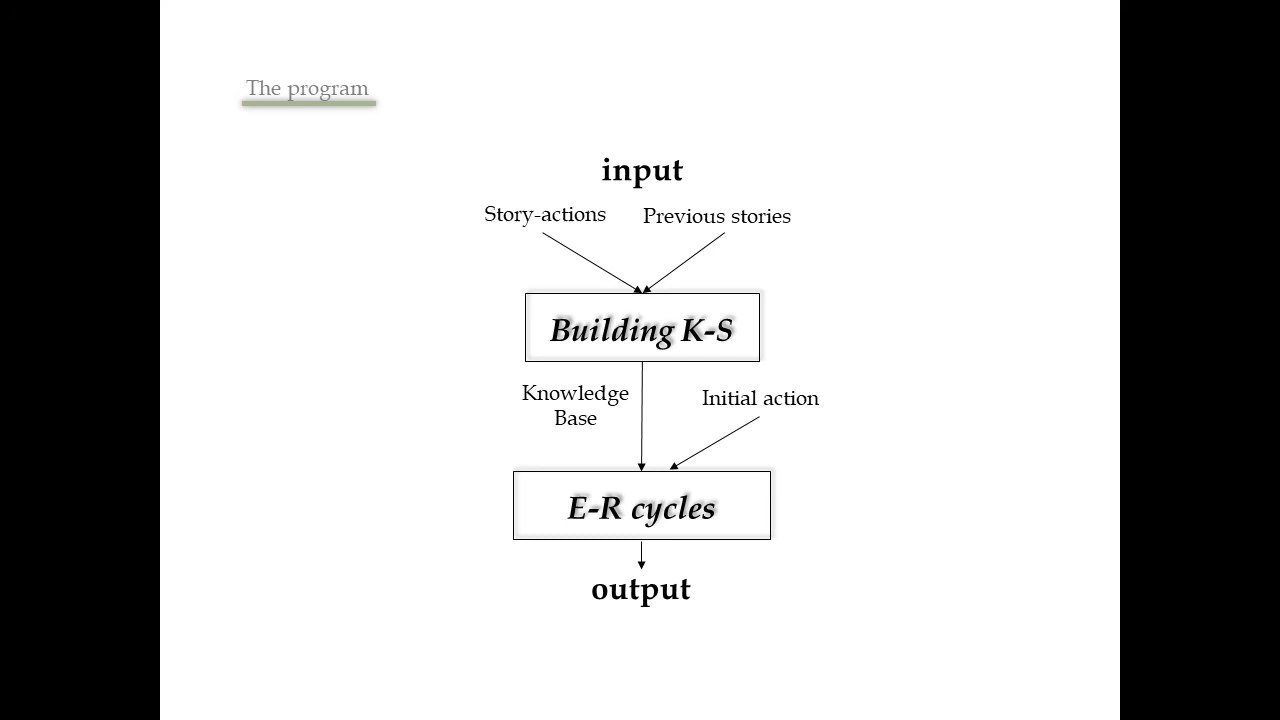 The program
input
Story-actions
Previous stories
Building K-S
Knowledge
Base
Initial action
E-R cycles
output